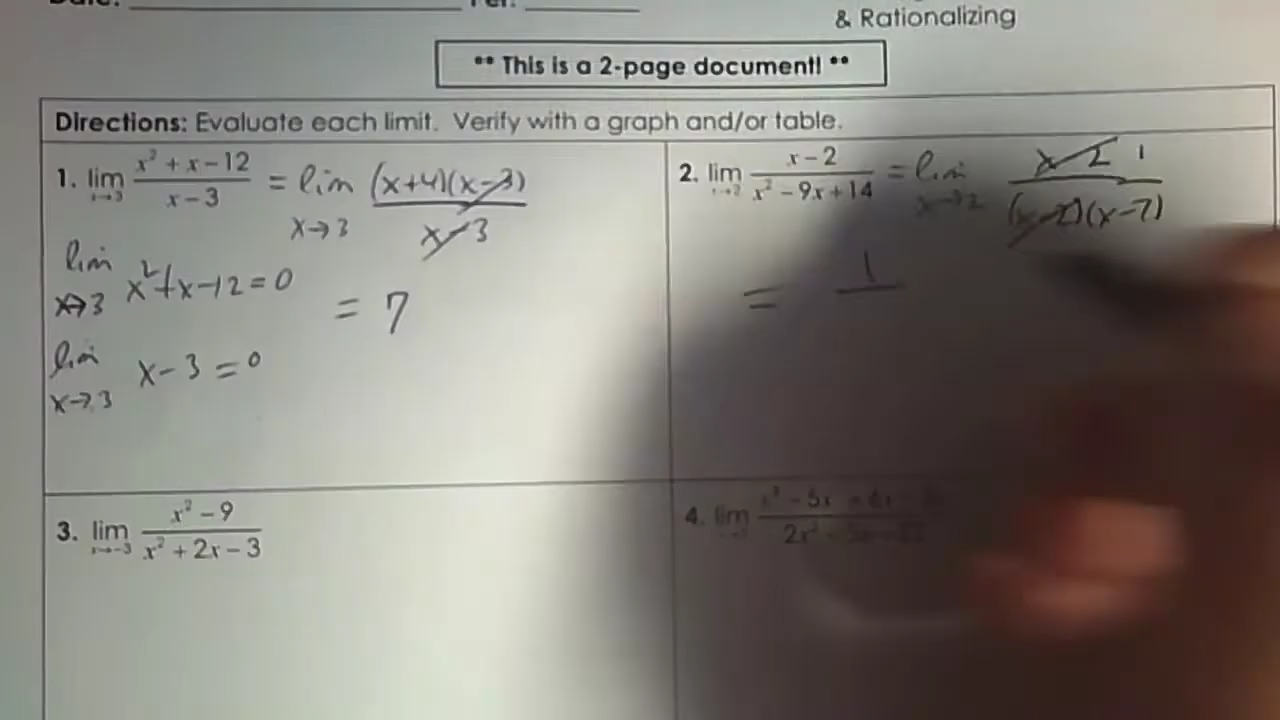 & Rationalizing
** This is a 2-page document! **
Directions: Evaluate each limit. Verify with a graph and/or table.
1. lim x→3 (x² + x − 12)/(x − 3) = lim x→3 (x+4)(x−3)/(x−3)
lim x→3 x²+x−12=0
= 7
lim x→3 x−3=0
2. lim x→2 (x − 2)/(x² − 9x + 14) = lim x→2 x−2 1/(x−2)(x−7)
= 1
3. lim x→−3 (x² − 9)/(x² + 2x − 3)
4. lim